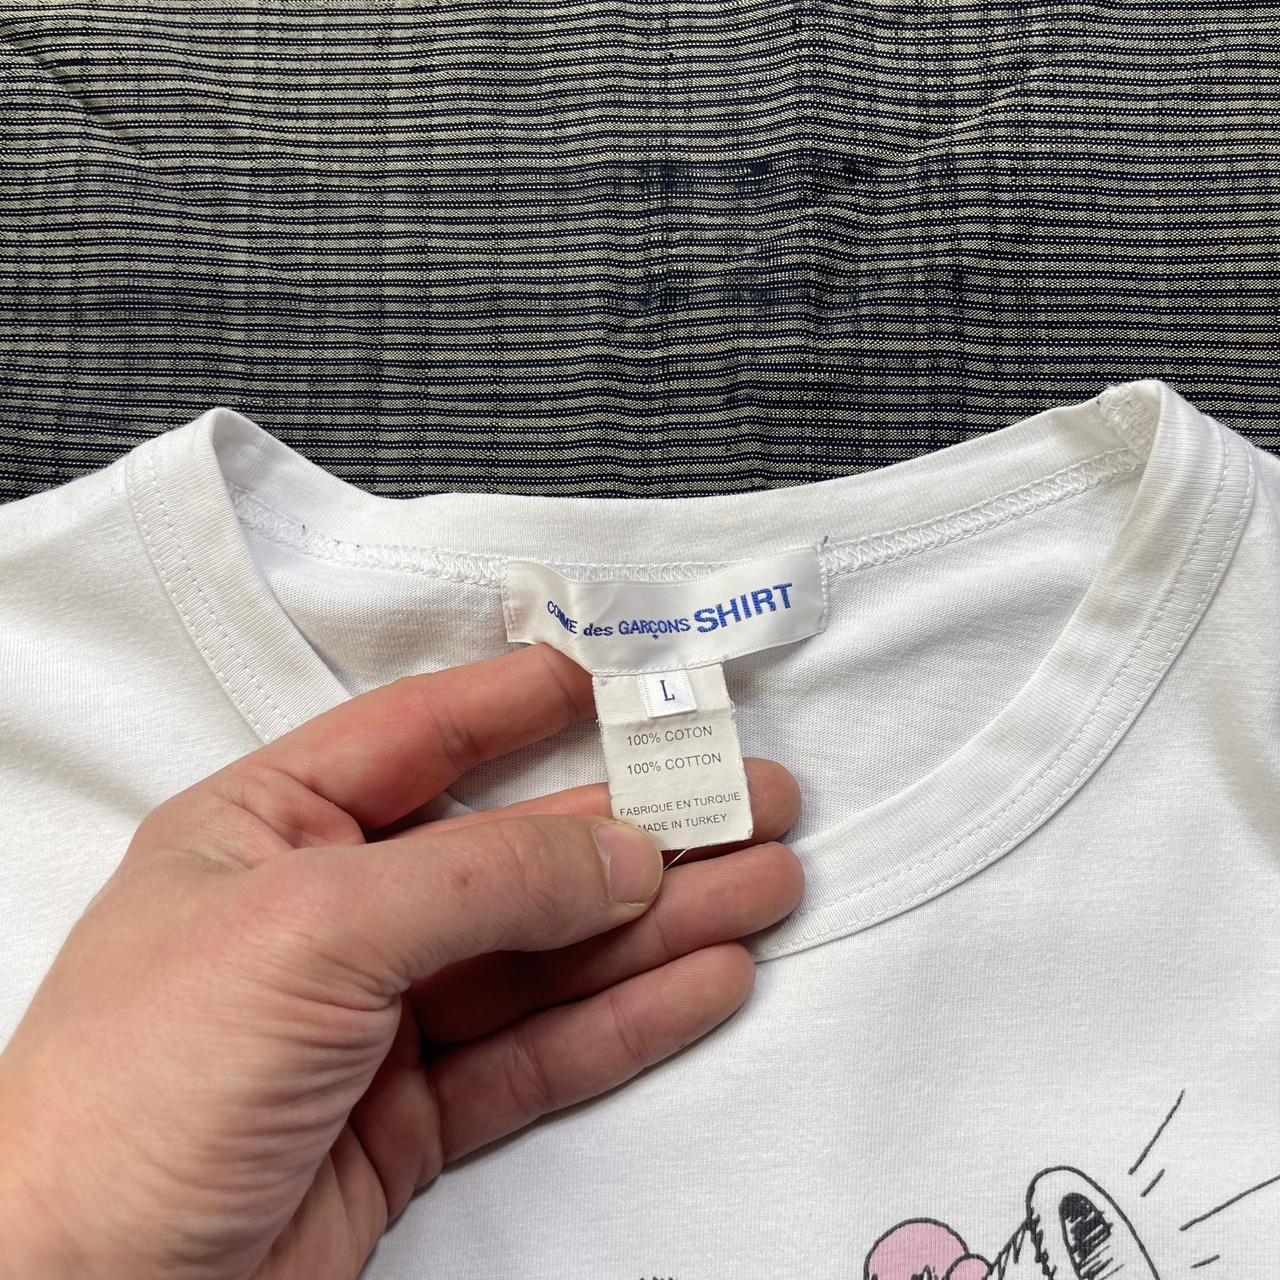 COMME des GARÇONS SHIRT
L
100% COTON
100% COTTON
FABRIQUE EN TURQUIE
MADE IN TURKEY